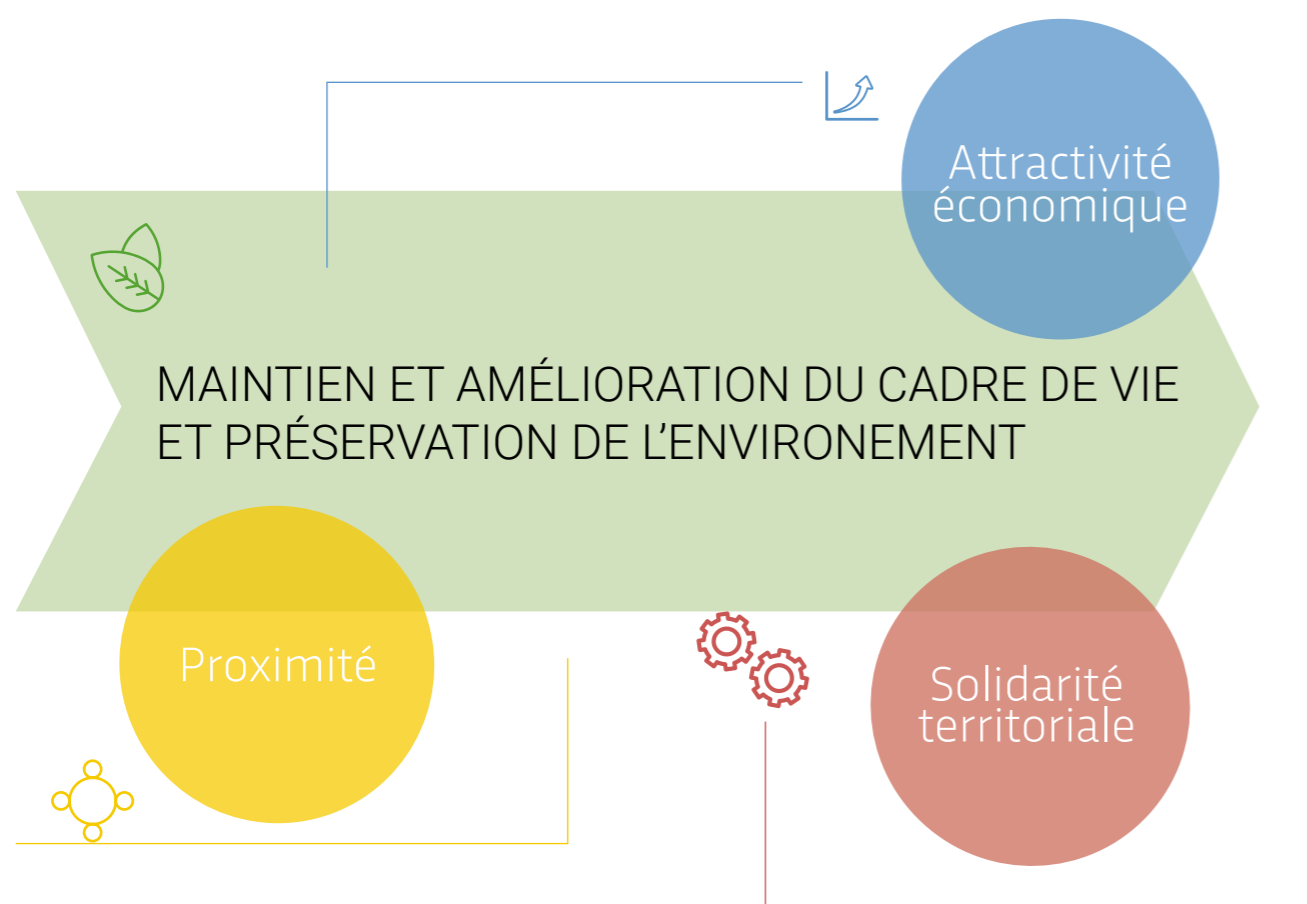 Attractivité
économique
MAINTIEN ET AMÉLIORATION DU CADRE DE VIE
ET PRÉSERVATION DE L’ENVIRONEMENT
Proximité
Solidarité
territoriale